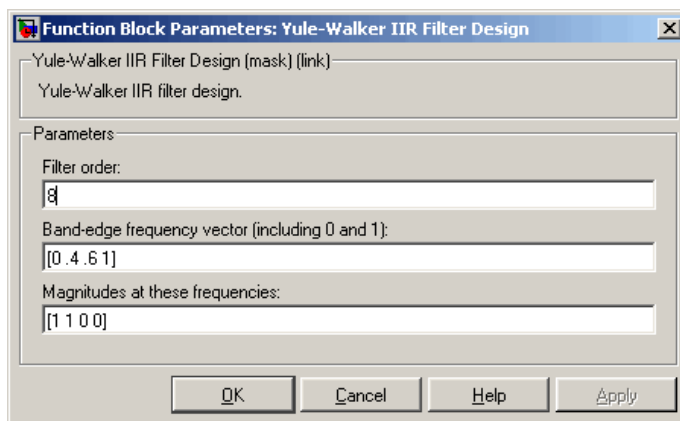 Function Block Parameters: Yule-Walker IIR Filter Design
Yule-Walker IIR Filter Design (mask) (link)
Yule-Walker IIR filter design.
Parameters
Filter order:
8
Band-edge frequency vector (including 0 and 1):
[0 .4 .6 1]
Magnitudes at these frequencies:
[1 1 0 0]
OK Cancel Help Apply